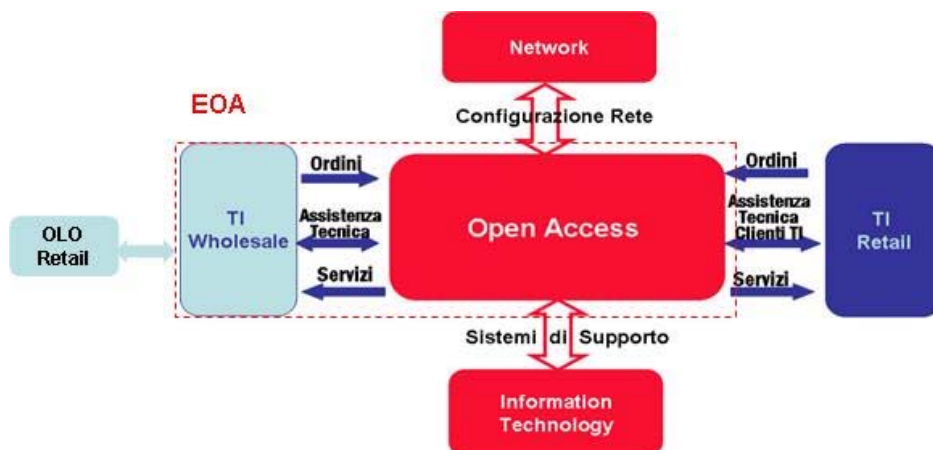 Network
EOA
Configurazione Rete
Ordini
Ordini
TI
Wholesale
Assistenza
Tecnica
Open Access
Assistenza
Tecnica
Clienti TI
TI
Retail
OLO
Retail
Servizi
Servizi
Sistemi di Supporto
Information
Technology